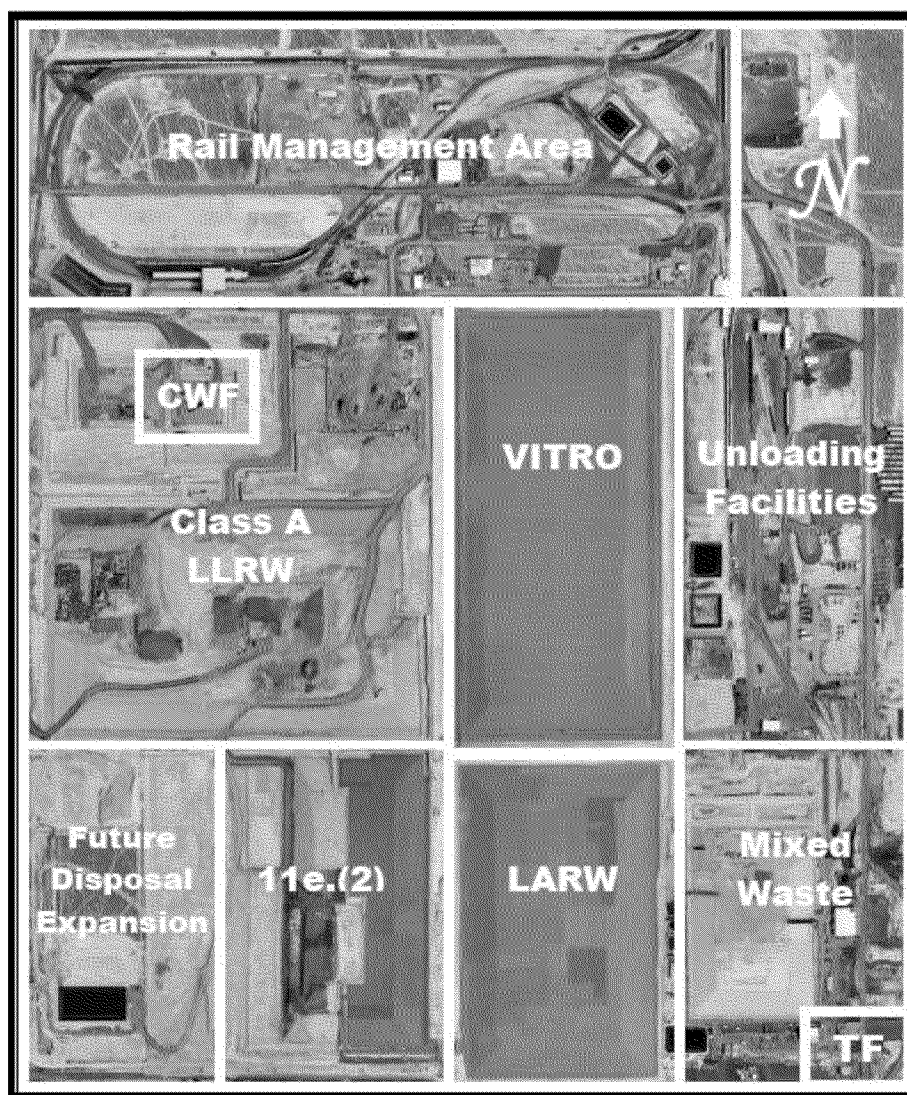 Rail Management Area
N
CWF
VITRO
Unloading
Facilities
Class A
LLRW
Future
Disposal
Expansion
11e.(2)
LARW
Mixed
Waste
TF